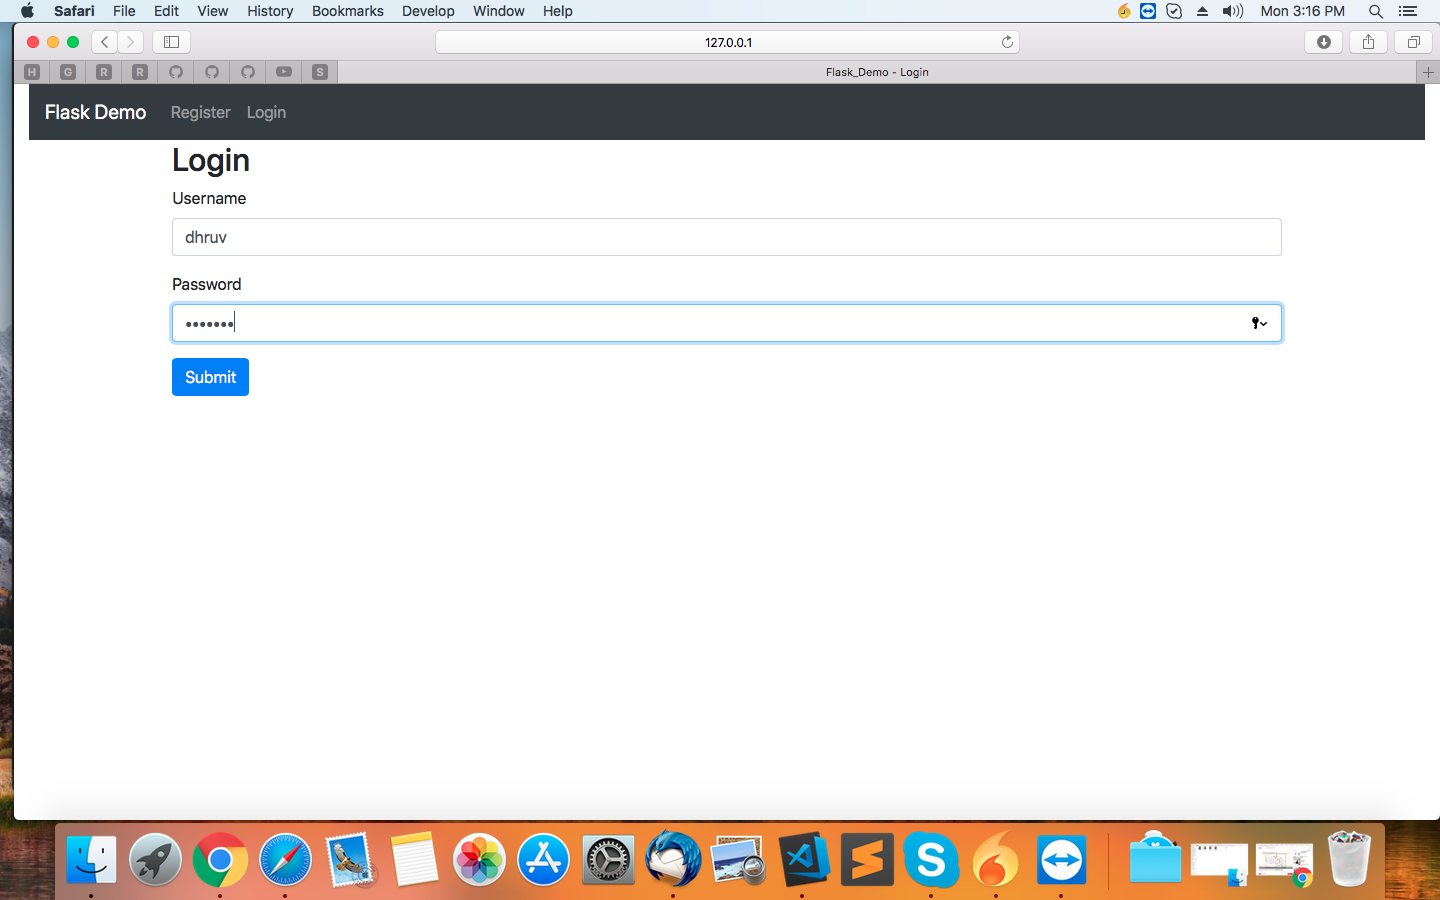 Safari File Edit View History Bookmarks Develop Window Help Mon 3:16 PM
127.0.0.1
H G R R S Flask_Demo - Login
Flask Demo Register Login
Login
Username
dhruv
Password
•••••••
Submit